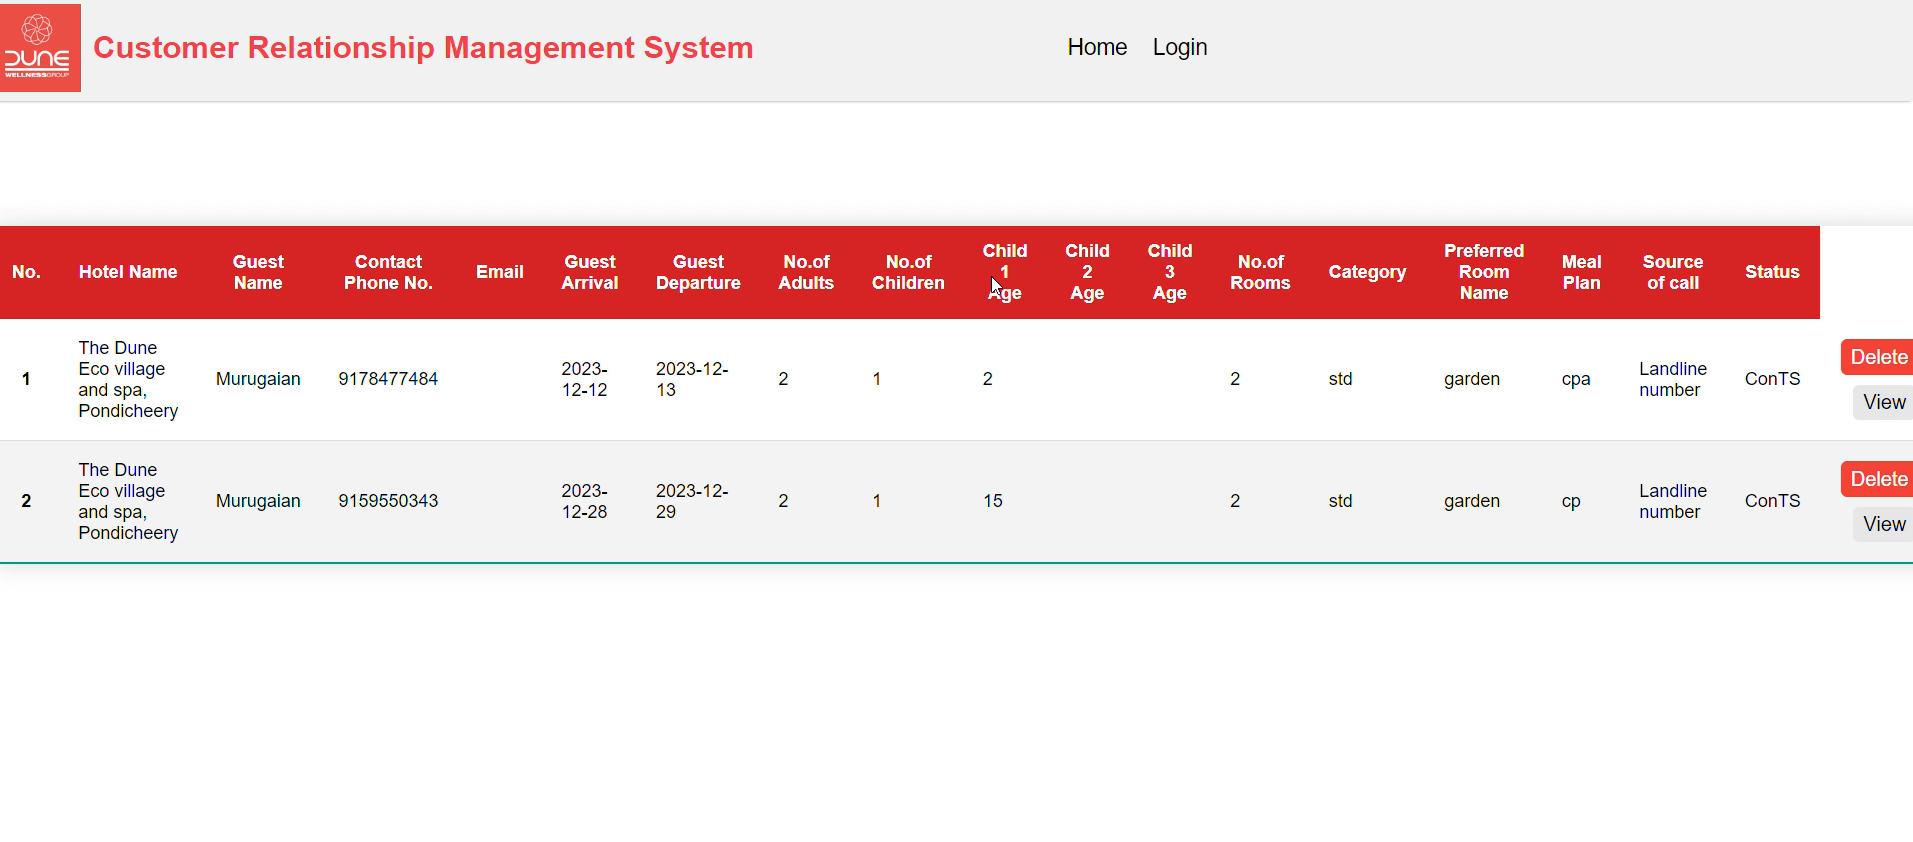 DUNE
WELLNESSGROUP
Customer Relationship Management System
Home Login
No. Hotel Name Guest Name Contact Phone No. Email Guest Arrival Guest Departure No.of Adults No.of Children Child 1 Age Child 2 Age Child 3 Age No.of Rooms Category Preferred Room Name Meal Plan Source of call Status
1 The Dune Eco village and spa, Pondicheery Murugaian 9178477484 2023-12-12 2023-12-13 2 1 2 2 std garden cpa Landline number ConTS Delete View
2 The Dune Eco village and spa, Pondicheery Murugaian 9159550343 2023-12-28 2023-12-29 2 1 15 2 std garden cp Landline number ConTS Delete View